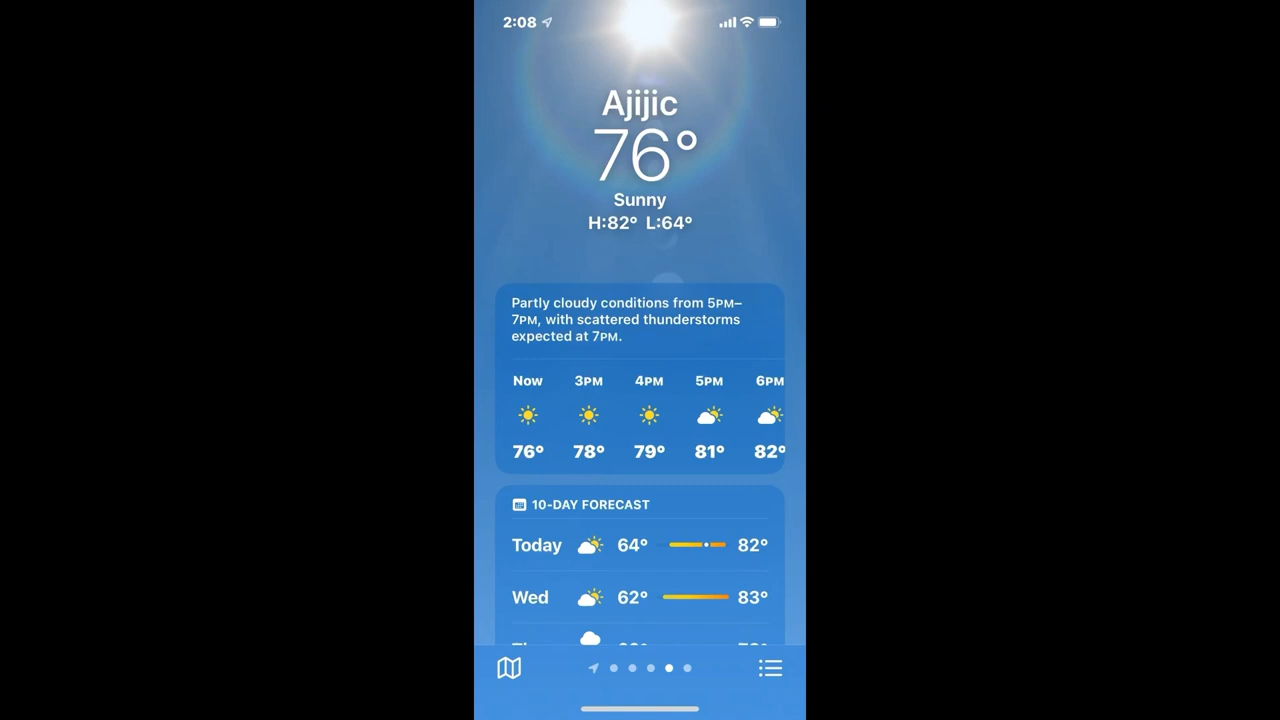 2:08
Ajijic
76°
Sunny
H:82° L:64°
Partly cloudy conditions from 5PM–
7PM, with scattered thunderstorms
expected at 7PM.
Now 3PM 4PM 5PM 6PM
76° 78° 79° 81° 82°
10-DAY FORECAST
Today 64° 82°
Wed 62° 83°